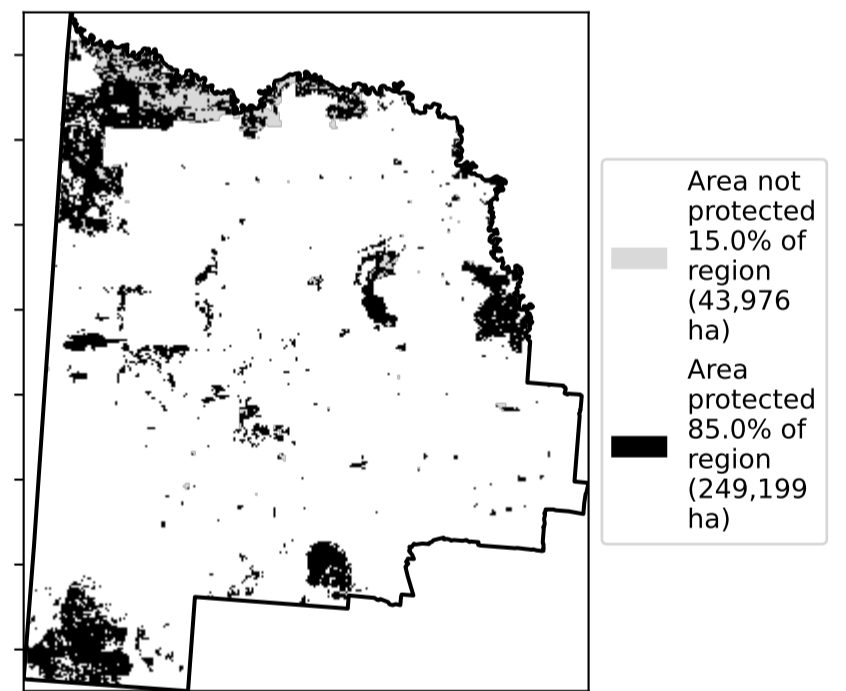 Area not
protected
15.0% of
region
(43,976
ha)
Area
protected
85.0% of
region
(249,199
ha)